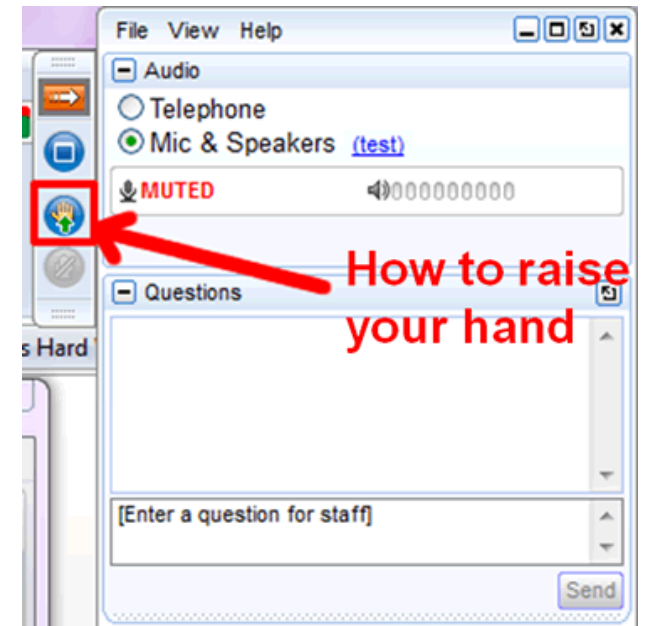 File View Help
Audio
Telephone
Mic & Speakers (test)
MUTED
000000000
How to raise
your hand
Questions
s Hard
[Enter a question for staff]
Send